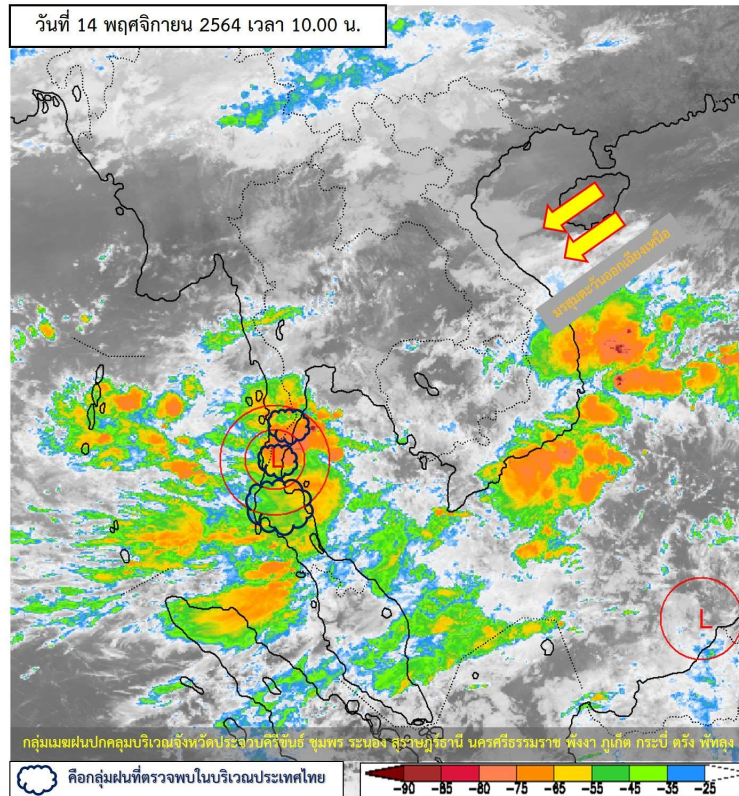 วันที่ 14 พฤศจิกายน 2564 เวลา 10.00 น.
มรสุมตะวันออกเฉียงเหนือ
L
L
กลุ่มเมฆฝนปกคลุมบริเวณจังหวัดประจวบคีรีขันธ์ ชุมพร ระนอง สุราษฎร์ธานี นครศรีธรรมราช พังงา ภูเก็ต กระบี่ ตรัง พัทลุง
คือกลุ่มฝนที่ตรวจพบในบริเวณประเทศไทย
-90 -85 -80 -75 -65 -55 -45 -35 -25